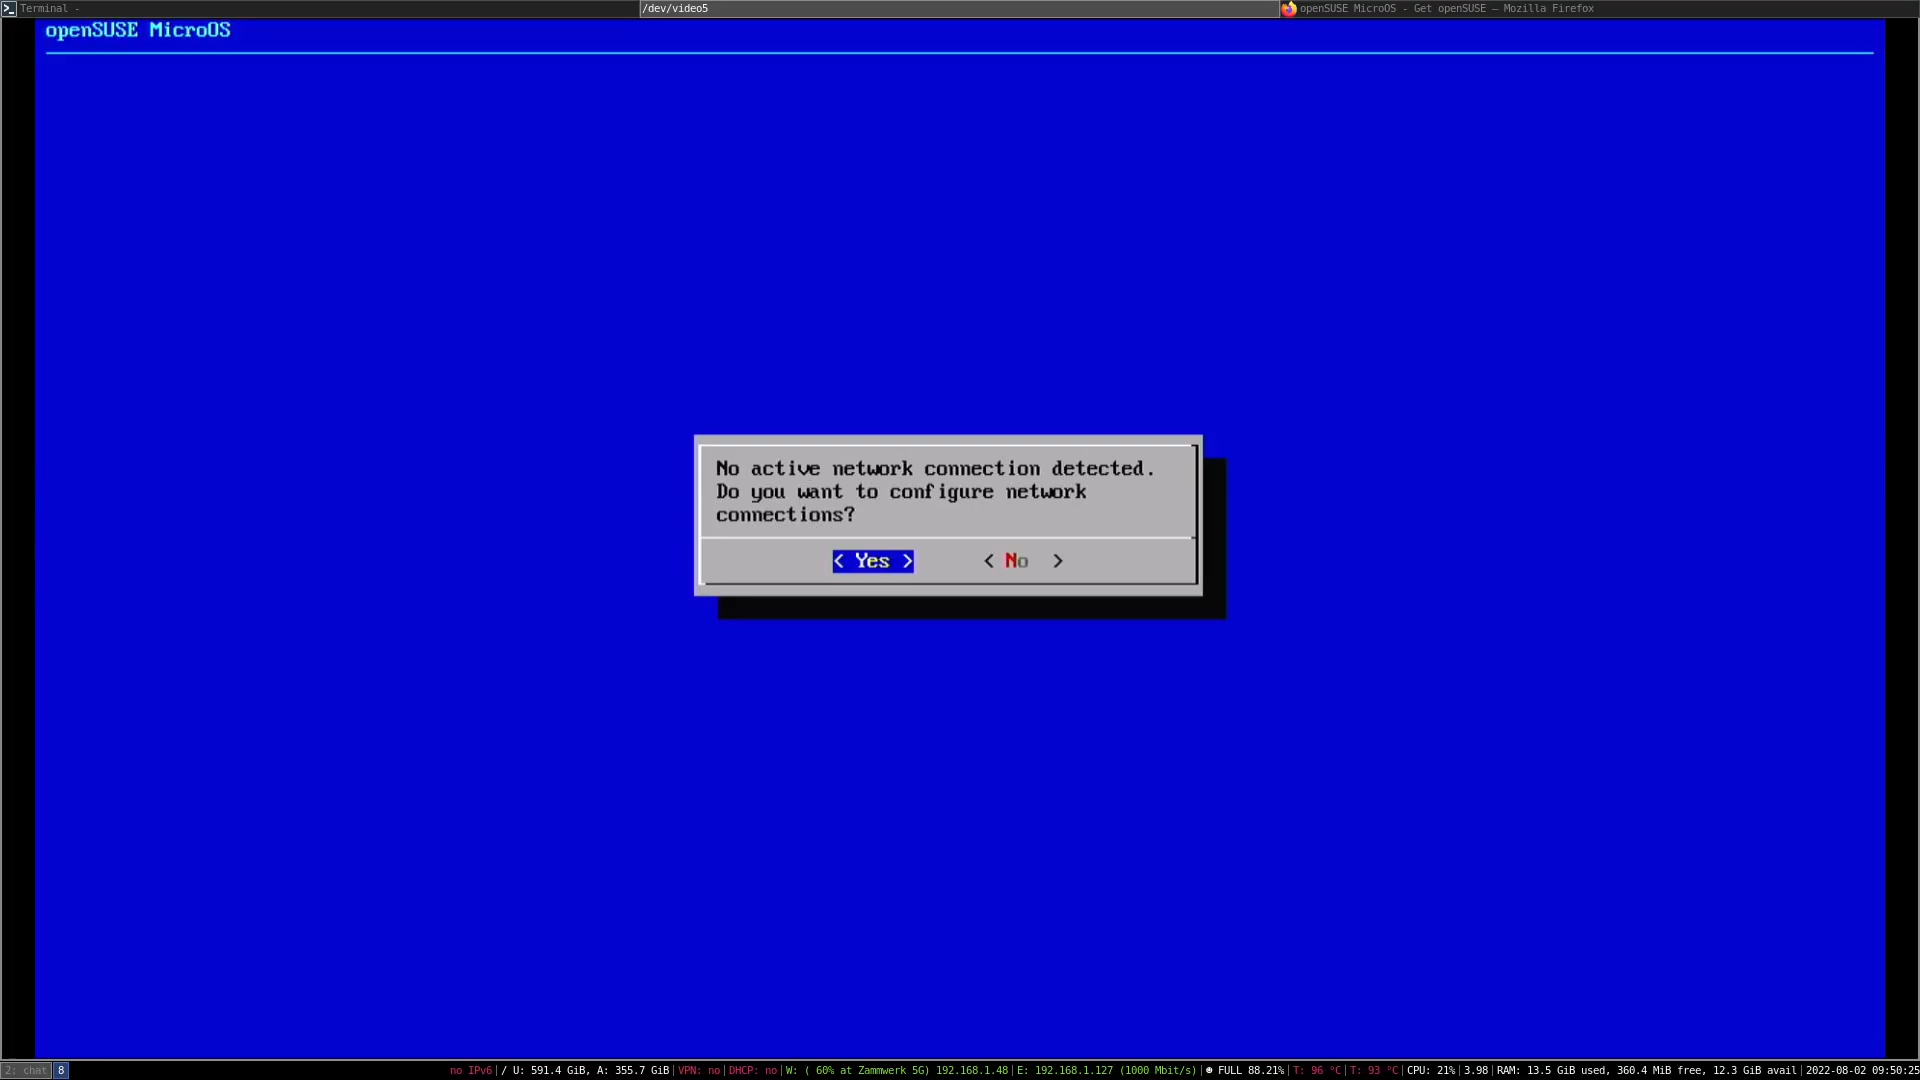 Terminal -
/dev/video5
openSUSE MicroOS - Get openSUSE — Mozilla Firefox
openSUSE MicroOS
No active network connection detected.
Do you want to configure network
connections?
< Yes >
< No >
2: chat 8
no IPv6|/ U: 591.4 GiB, A: 355.7 GiB|VPN: no|DHCP: no|W: ( 60% at Zammwerk 5G) 192.168.1.48|E: 192.168.1.127 (1000 Mbit/s)|☻ FULL 88.21%|T: 96 °C|T: 93 °C|CPU: 21%|3.98|RAM: 13.5 GiB used, 360.4 MiB free, 12.3 GiB avail|2022-08-02 09:50:25